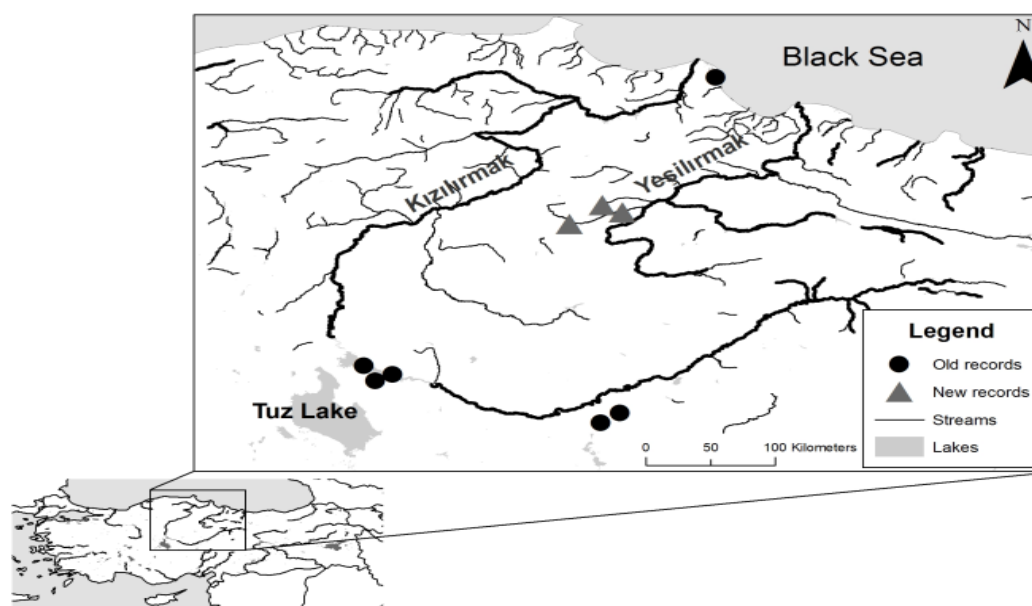 N
Black Sea
Kızılırmak
Yeşilırmak
Legend
Old records
New records
Streams
Lakes
Tuz Lake
0 50 100 Kilometers